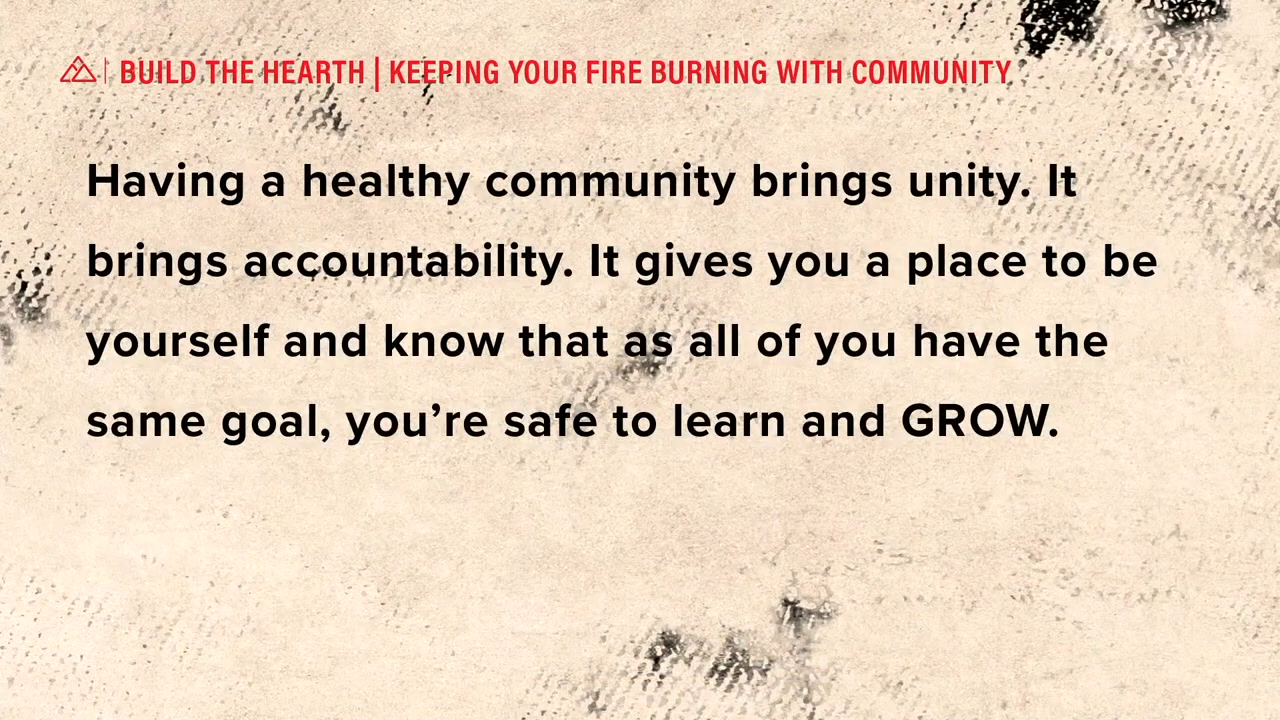 BUILD THE HEARTH | KEEPING YOUR FIRE BURNING WITH COMMUNITY
Having a healthy community brings unity. It
brings accountability. It gives you a place to be
yourself and know that as all of you have the
same goal, you’re safe to learn and GROW.